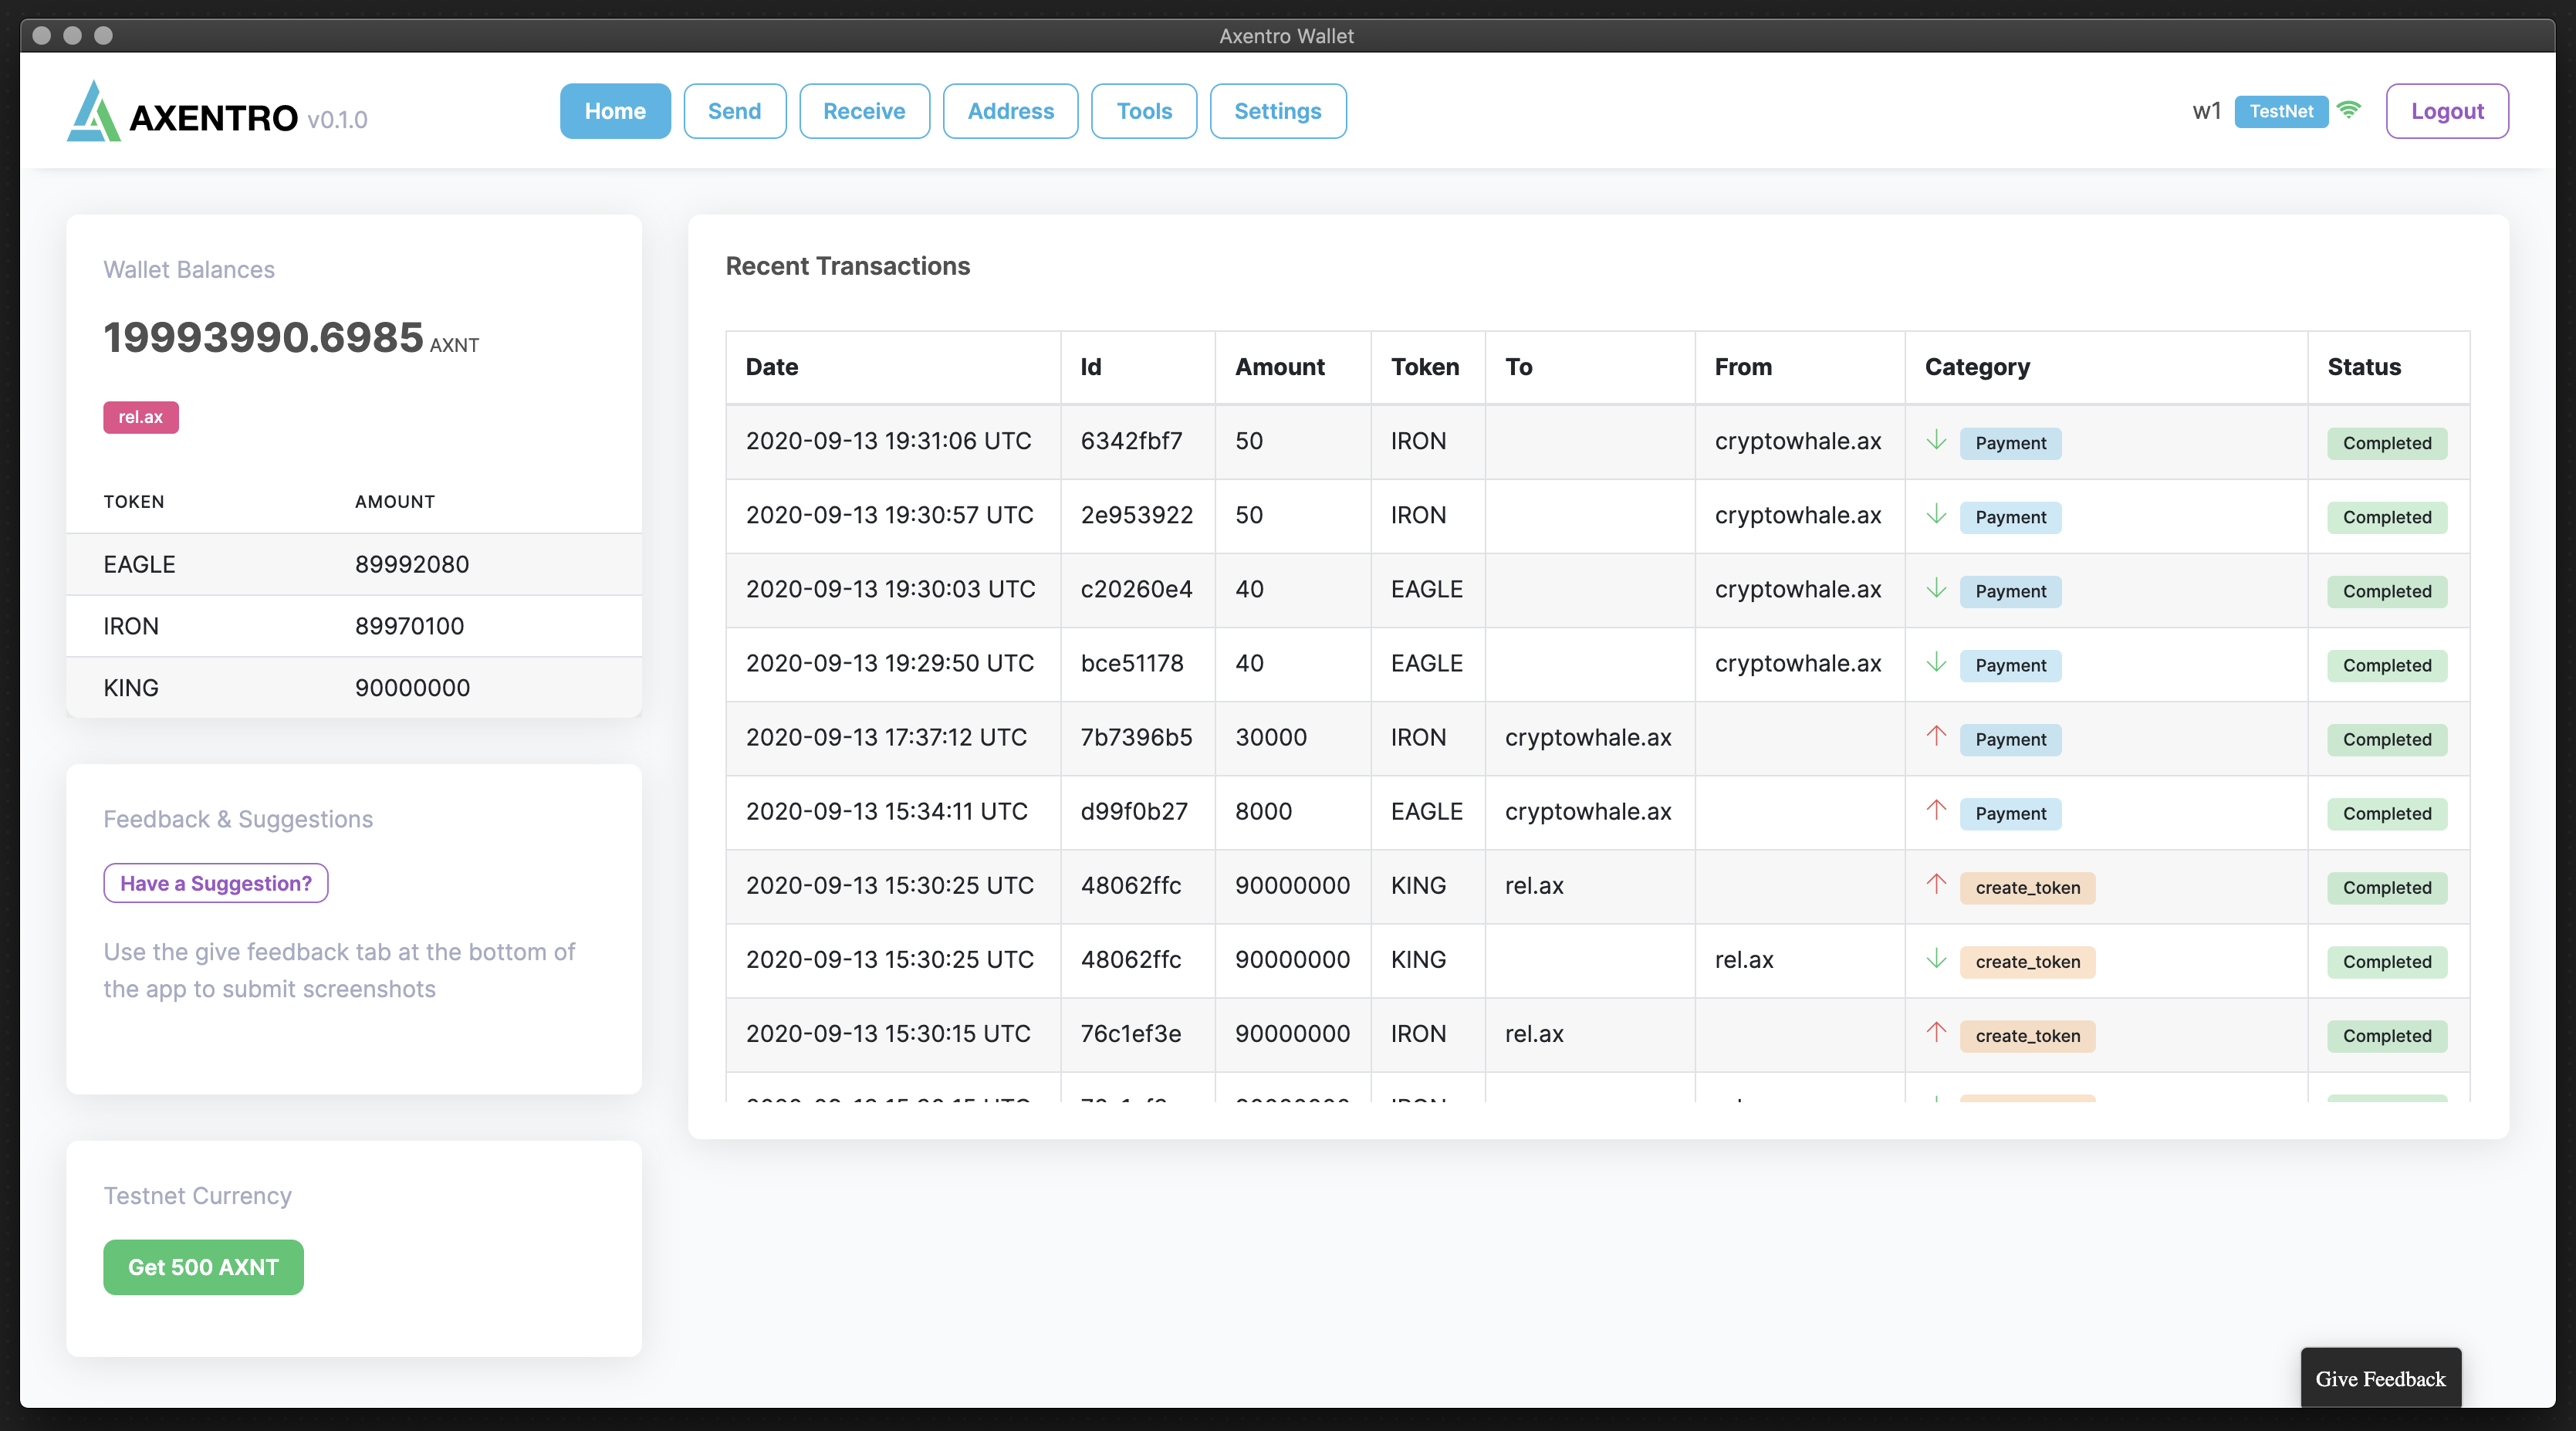 Axentro Wallet
AXENTRO v0.1.0
Home Send Receive Address Tools Settings
w1 TestNet Logout
Wallet Balances
19993990.6985 AXNT
rel.ax
TOKEN AMOUNT
EAGLE 89992080
IRON 89970100
KING 90000000
Feedback & Suggestions
Have a Suggestion?
Use the give feedback tab at the bottom of
the app to submit screenshots
Testnet Currency
Get 500 AXNT
Recent Transactions
Date Id Amount Token To From Category Status
2020-09-13 19:31:06 UTC 6342fbf7 50 IRON cryptowhale.ax Payment Completed
2020-09-13 19:30:57 UTC 2e953922 50 IRON cryptowhale.ax Payment Completed
2020-09-13 19:30:03 UTC c20260e4 40 EAGLE cryptowhale.ax Payment Completed
2020-09-13 19:29:50 UTC bce51178 40 EAGLE cryptowhale.ax Payment Completed
2020-09-13 17:37:12 UTC 7b7396b5 30000 IRON cryptowhale.ax Payment Completed
2020-09-13 15:34:11 UTC d99f0b27 8000 EAGLE cryptowhale.ax Payment Completed
2020-09-13 15:30:25 UTC 48062ffc 90000000 KING rel.ax create_token Completed
2020-09-13 15:30:25 UTC 48062ffc 90000000 KING rel.ax create_token Completed
2020-09-13 15:30:15 UTC 76c1ef3e 90000000 IRON rel.ax create_token Completed
Give Feedback